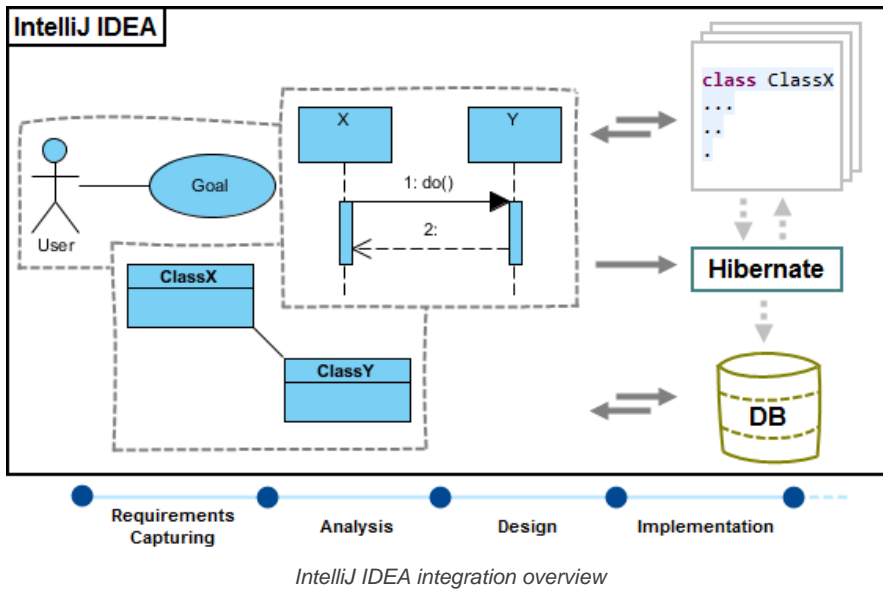 IntelliJ IDEA
class ClassX
...
..
.
X
Y
1: do()
2:
Goal
User
Hibernate
ClassX
ClassY
DB
Requirements
Capturing
Analysis
Design
Implementation
IntelliJ IDEA integration overview